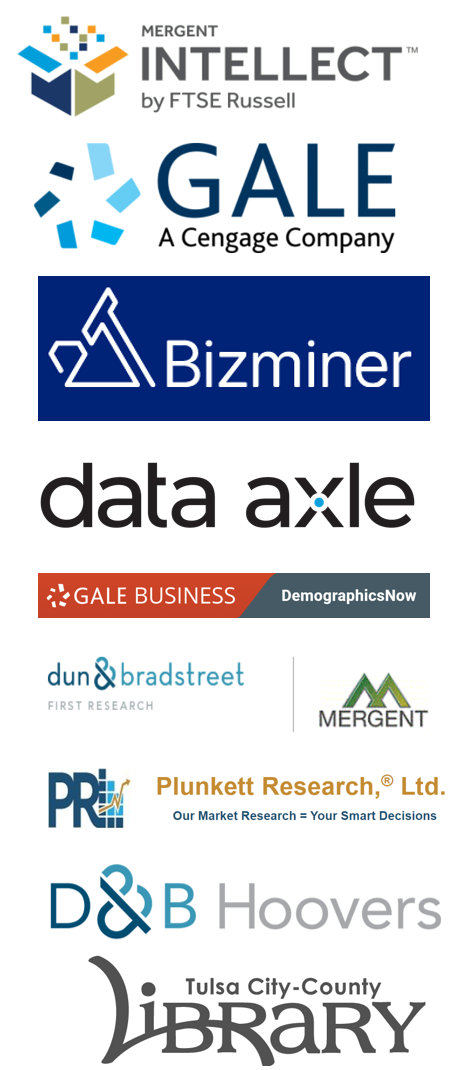 MERGENT
INTELLECT™
by FTSE Russell
GALE
A Cengage Company
Bizminer
data axle
GALE BUSINESS DemographicsNow
dun&bradstreet
FIRST RESEARCH
MERGENT
PRi
Plunkett Research,® Ltd.
Our Market Research = Your Smart Decisions
D&B Hoovers
Tulsa City-County
LiBRARY